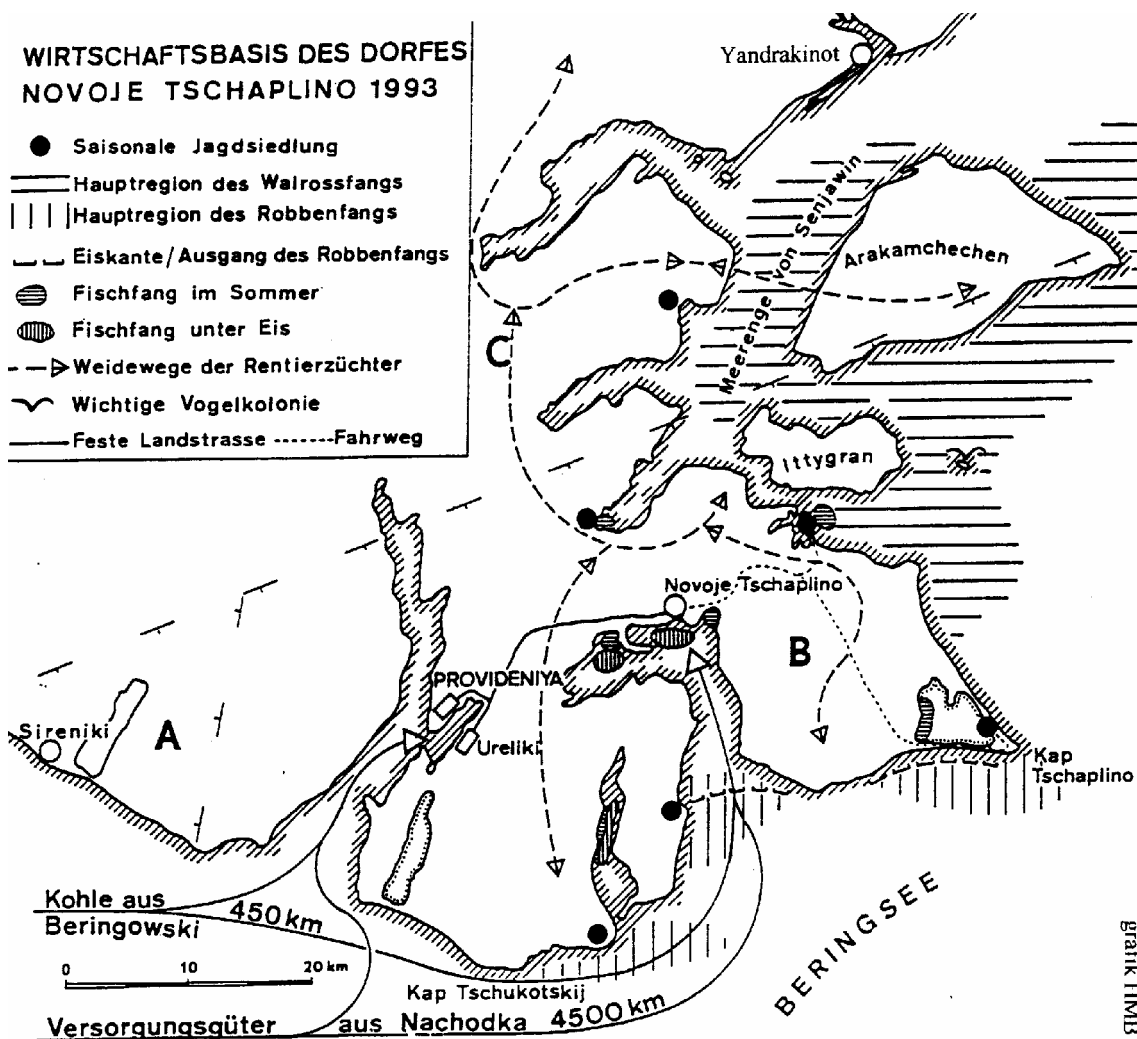 WIRTSCHAFTSBASIS DES DORFES
NOVOJE TSCHAPLINO 1993
Saisonale Jagdsiedlung
Hauptregion des Walrossfangs
Hauptregion des Robbenfangs
Eiskante/Ausgang des Robbenfangs
Fischfang im Sommer
Fischfang unter Eis
Weidewege der Rentierzüchter
Wichtige Vogelkolonie
Feste Landstrasse Fahrweg
Yandrakinot
Meerenge von Senjawin
Arakamchechen
C
Ittygran
Novoje Tschaplino
B
PROVIDENIYA
Ureliki
Sireniki
A
Kap
Tschaplino
Kohle aus
Beringowski
450 km
0 10 20 km
Kap Tschukotskij
Versorgungsgüter aus Nachodka 4500 km
BERINGSEE
grafik HMB